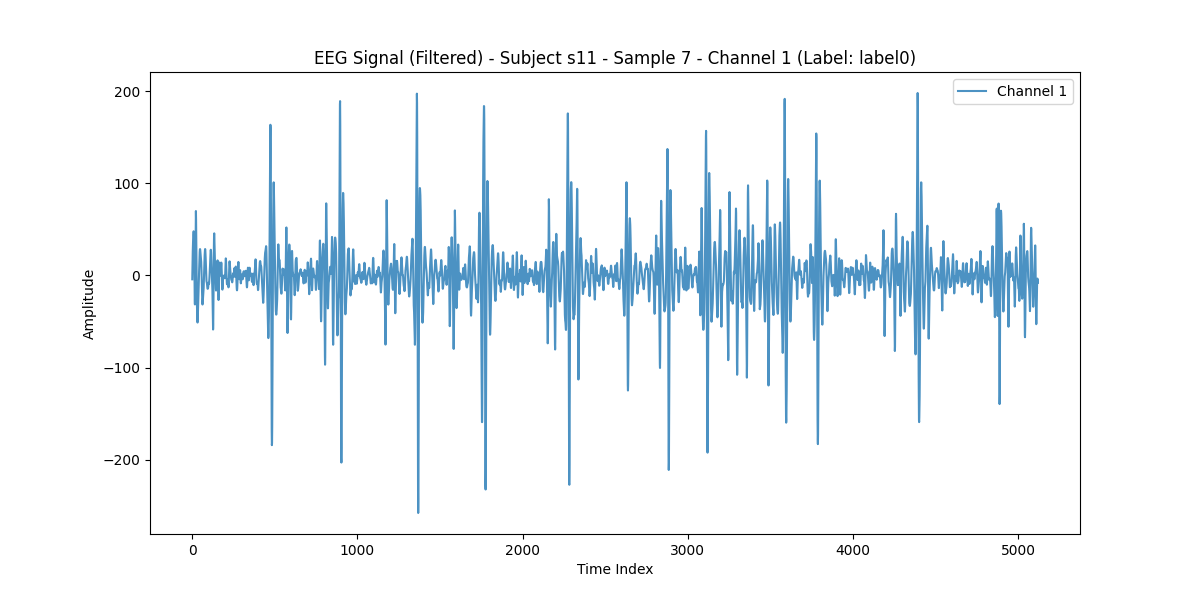 EEG Signal (Filtered) - Subject s11 - Sample 7 - Channel 1 (Label: label0)
Channel 1
200
100
0
−100
−200
Amplitude
0 1000 2000 3000 4000 5000
Time Index